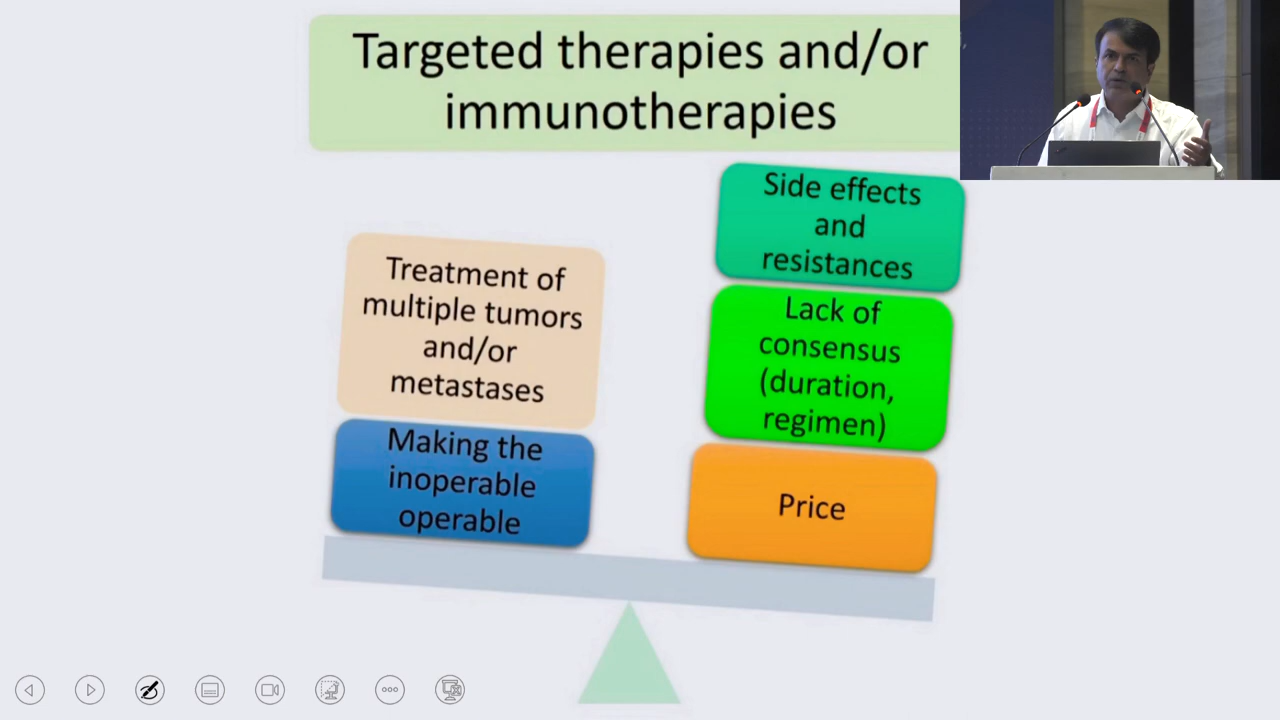 Targeted therapies and/or
immunotherapies
Treatment of
multiple tumors
and/or
metastases
Making the
inoperable
operable
Side effects
and
resistances
Lack of
consensus
(duration,
regimen)
Price